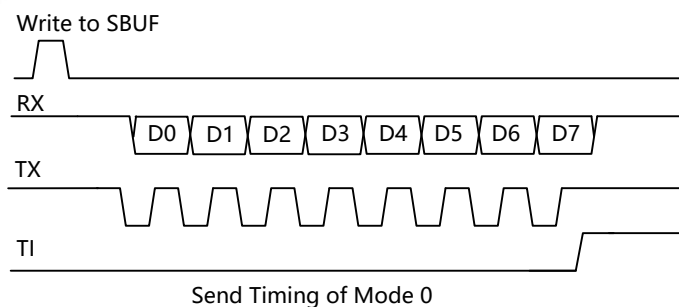 Write to SBUF
RX
D0 D1 D2 D3 D4 D5 D6 D7
TX
TI
Send Timing of Mode 0